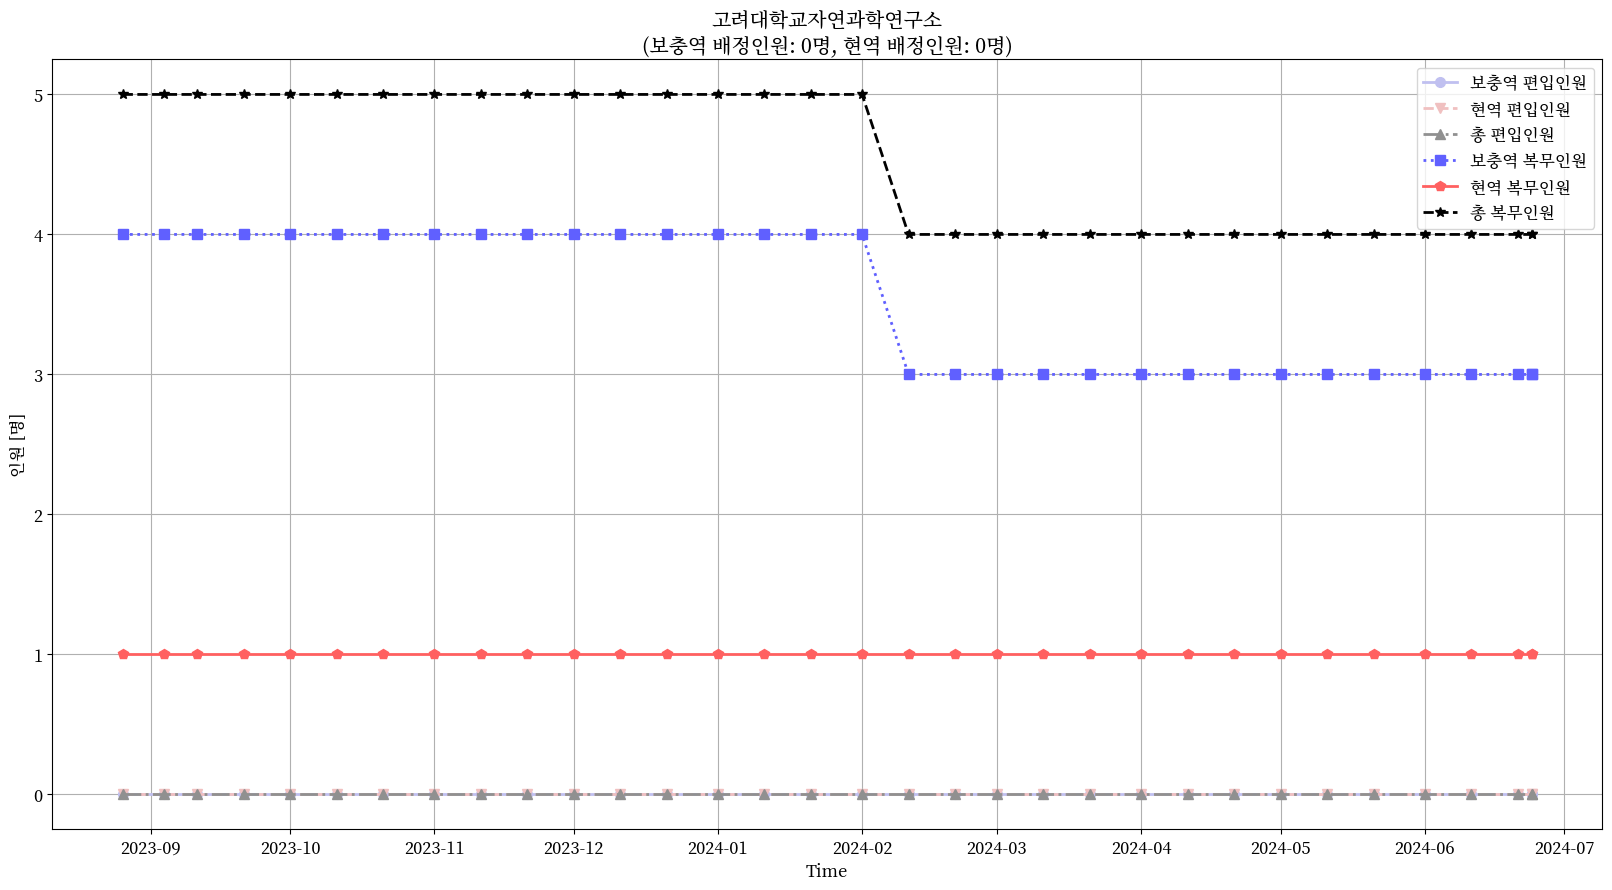 고려대학교자연과학연구소
(보충역 배정인원: 0명, 현역 배정인원: 0명)
보충역 편입인원
현역 편입인원
총 편입인원
보충역 복무인원
현역 복무인원
총 복무인원
인원 [명]
5
4
3
2
1
0
2023-09
2023-10
2023-11
2023-12
2024-01
2024-02
2024-03
2024-04
2024-05
2024-06
2024-07
Time